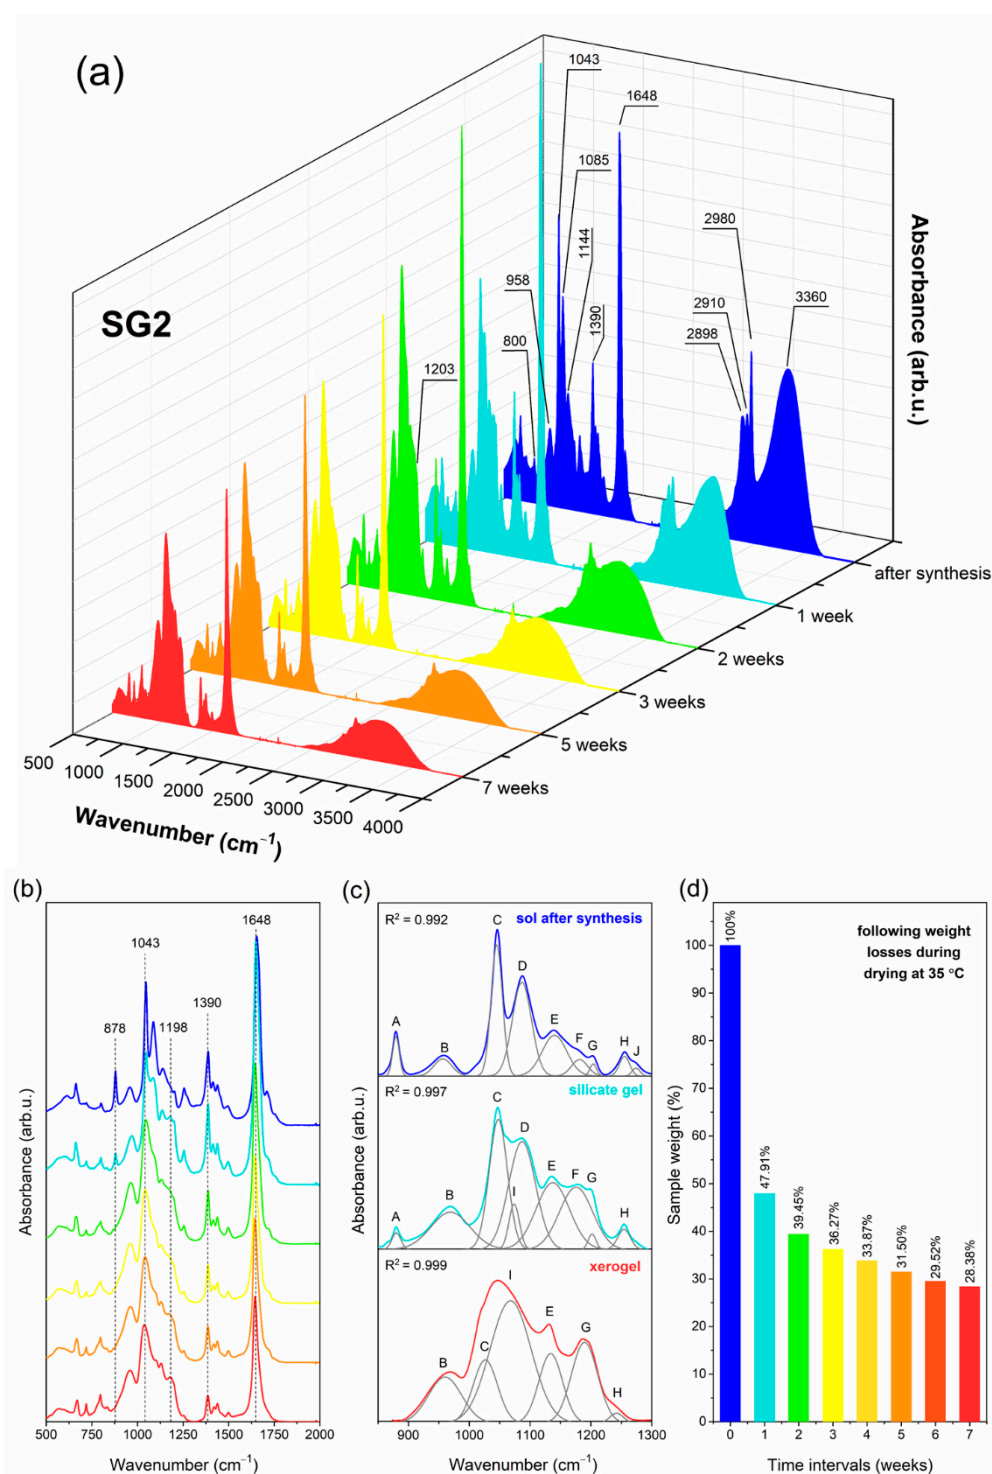 (a)
SG2
1043
1648
1085
1144
1390
958
800
1203
2980
2910
2898
3360
Absorbance (arb.u.)
after synthesis
1 week
2 weeks
3 weeks
5 weeks
7 weeks
500
1000
1500
2000
2500
3000
3500
4000
Wavenumber (cm⁻¹)
(b)
1648
1043
1390
878
1198
Absorbance (arb.u.)
500 750 1000 1250 1500 1750 2000
Wavenumber (cm⁻¹)
(c)
R² = 0.992
sol after synthesis
A
B
C
D
E
F
G
H
J
R² = 0.997
silicate gel
A
B
C
I
D
E
F
G
H
R² = 0.999
xerogel
B
C
I
E
G
H
Absorbance (arb.u.)
900 1000 1100 1200 1300
Wavenumber (cm⁻¹)
(d)
following weight
losses during
drying at 35 °C
100%
47.91%
39.45%
36.27%
33.87%
31.50%
29.52%
28.38%
Sample weight (%)
100
90
80
70
60
50
40
30
20
10
0
0 1 2 3 4 5 6 7
Time intervals (weeks)